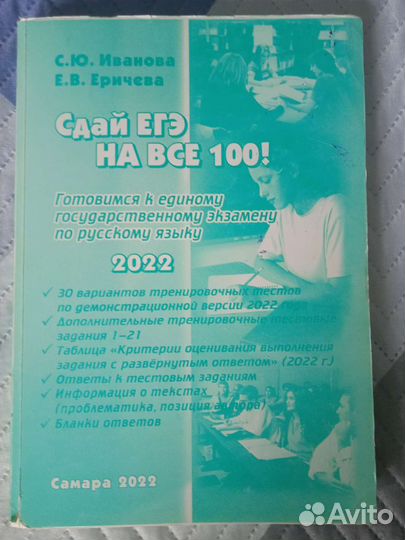 С.Ю. Иванова
Е.В. Еричева
Сдай ЕГЭ
НА ВСЕ 100!
Готовимся к единому
государственному экзамену
по русскому языку
2022
✓ 30 вариантов тренировочных тестов
по демонстрационной версии 2022 года
✓ Дополнительные тренировочные тестовые
задания 1–21
✓ Таблица «Критерии оценивания выполнения
задания с развёрнутым ответом» (2022 г.)
✓ Ответы к тестовым заданиям
✓ Информация о текстах
(проблематика, позиция автора)
✓ Бланки ответов
Самара 2022
Avito